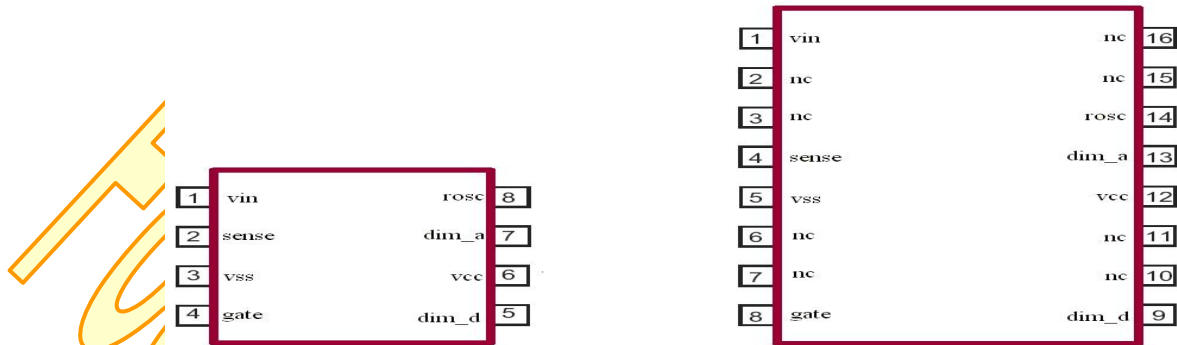 1 vin nc 16
2 nc nc 15
3 nc rosc 14
4 sense dim_a 13
1 vin rosc 8
5 vss vcc 12
2 sense dim_a 7
6 nc nc 11
3 vss vcc 6
7 nc nc 10
4 gate dim_d 5
8 gate dim_d 9